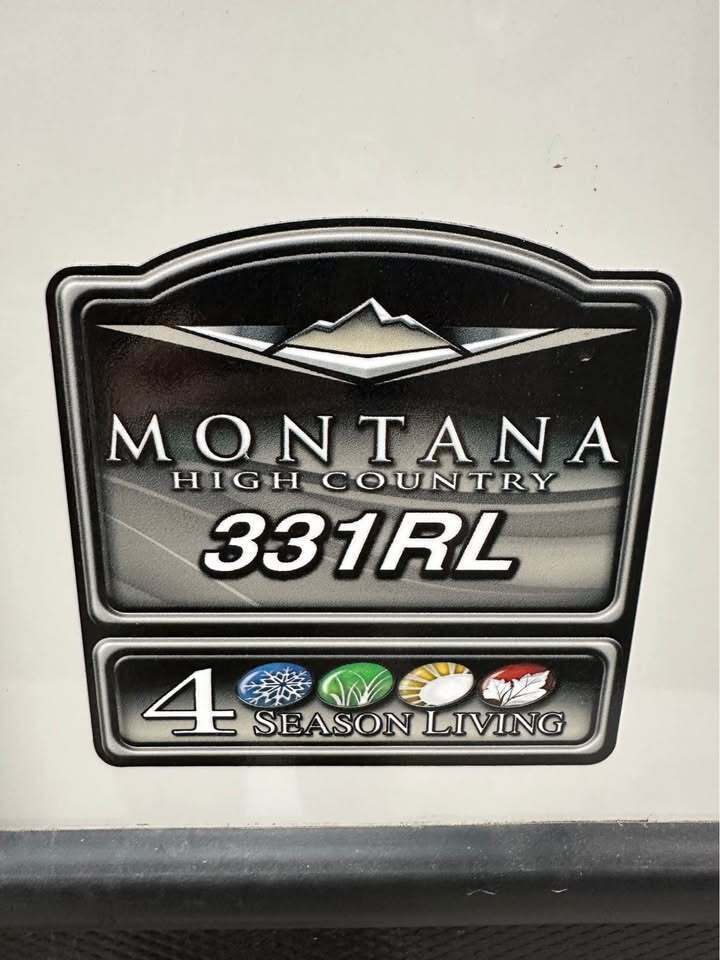 MONTANA
HIGH COUNTRY
331RL
4 SEASON LIVING